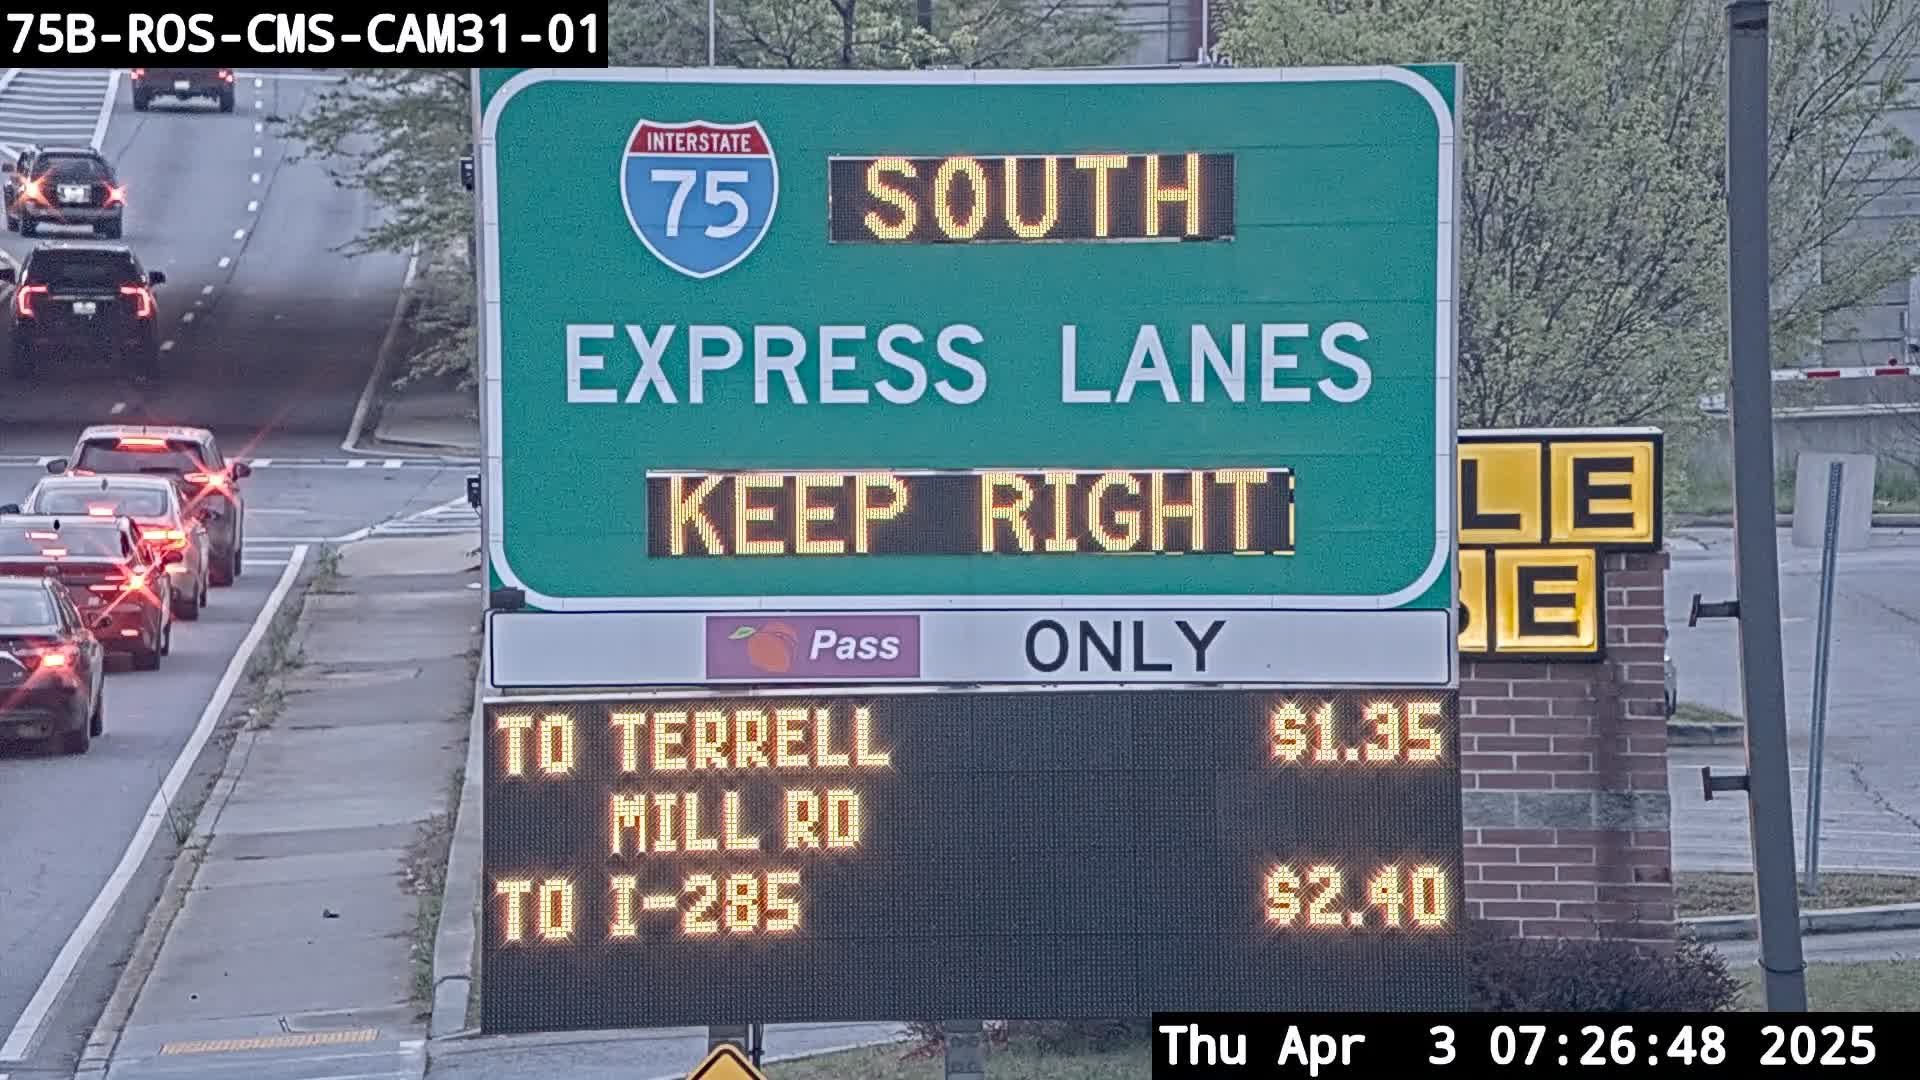 75B-ROS-CMS-CAM31-01
INTERSTATE
75
SOUTH
EXPRESS LANES
KEEP RIGHT
Pass ONLY
TO TERRELL $1.35
MILL RD
TO I-285 $2.40
LE
E
Thu Apr 3 07:26:48 2025